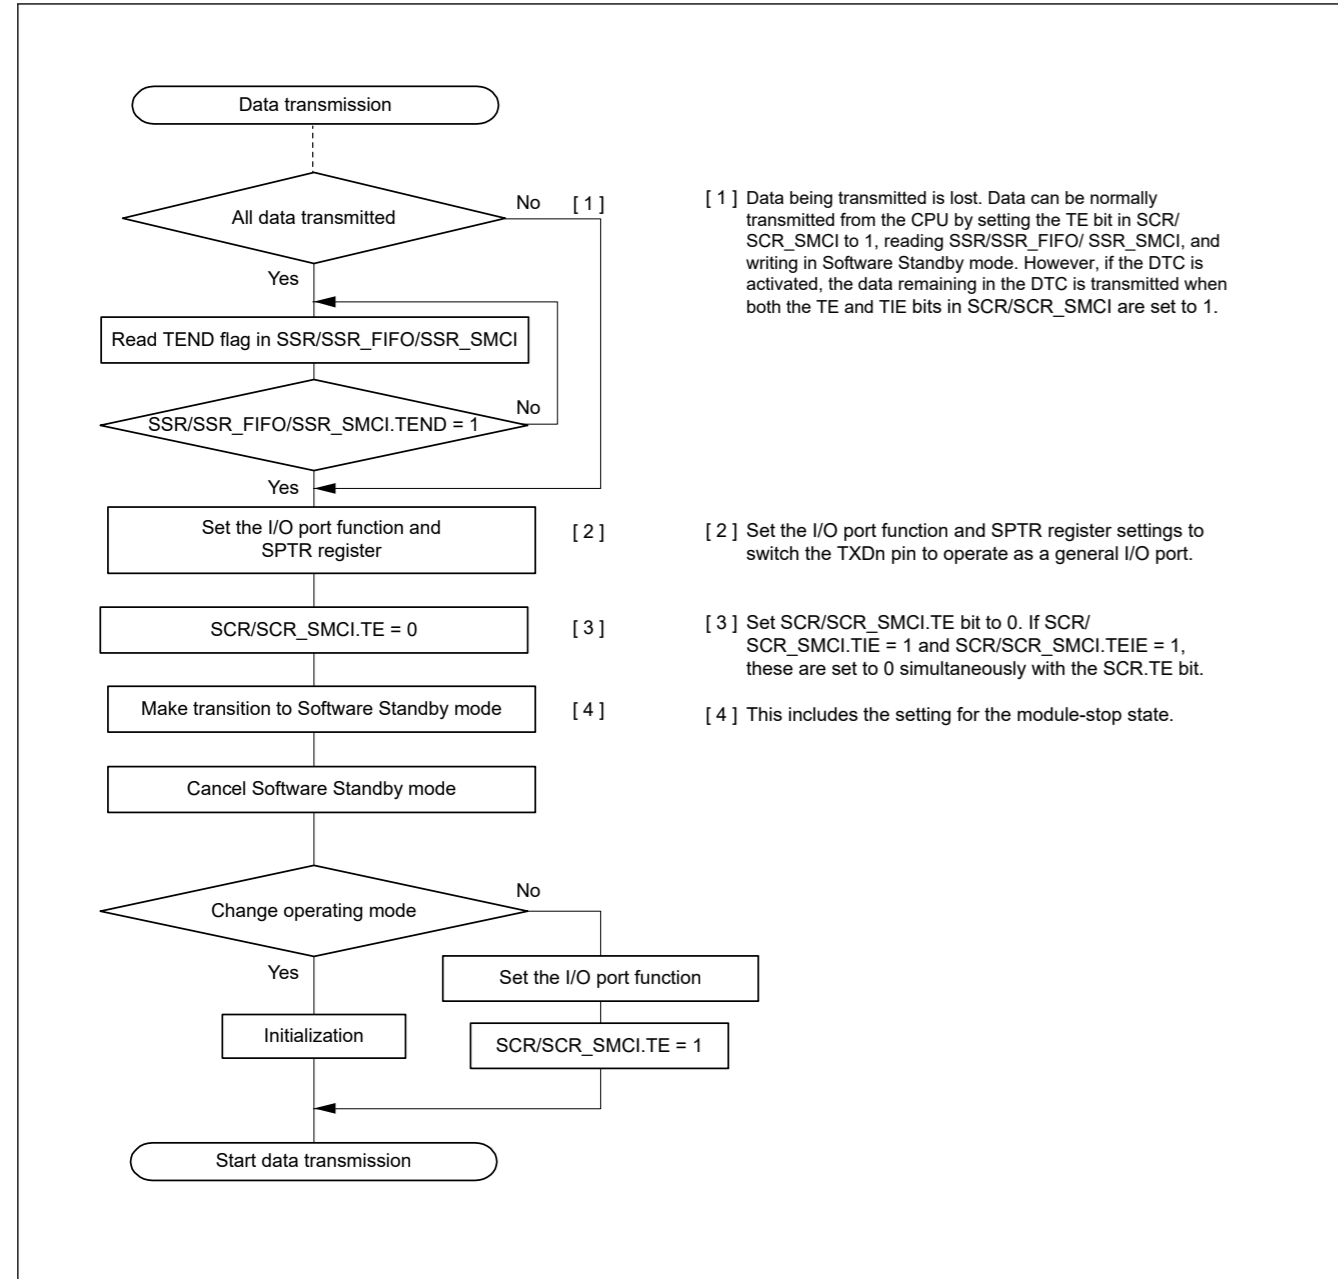 Data transmission
All data transmitted
No
[ 1 ]
Yes
Read TEND flag in SSR/SSR_FIFO/SSR_SMCI
SSR/SSR_FIFO/SSR_SMCI.TEND = 1
No
Yes
Set the I/O port function and
SPTR register
[ 2 ]
SCR/SCR_SMCI.TE = 0
[ 3 ]
Make transition to Software Standby mode
[ 4 ]
Cancel Software Standby mode
Change operating mode
No
Yes
Set the I/O port function
Initialization
SCR/SCR_SMCI.TE = 1
Start data transmission
[ 1 ] Data being transmitted is lost. Data can be normally
transmitted from the CPU by setting the TE bit in SCR/
SCR_SMCI to 1, reading SSR/SSR_FIFO/ SSR_SMCI, and
writing in Software Standby mode. However, if the DTC is
activated, the data remaining in the DTC is transmitted when
both the TE and TIE bits in SCR/SCR_SMCI are set to 1.
[ 2 ] Set the I/O port function and SPTR register settings to
switch the TXDn pin to operate as a general I/O port.
[ 3 ] Set SCR/SCR_SMCI.TE bit to 0. If SCR/
SCR_SMCI.TIE = 1 and SCR/SCR_SMCI.TEIE = 1,
these are set to 0 simultaneously with the SCR.TE bit.
[ 4 ] This includes the setting for the module-stop state.